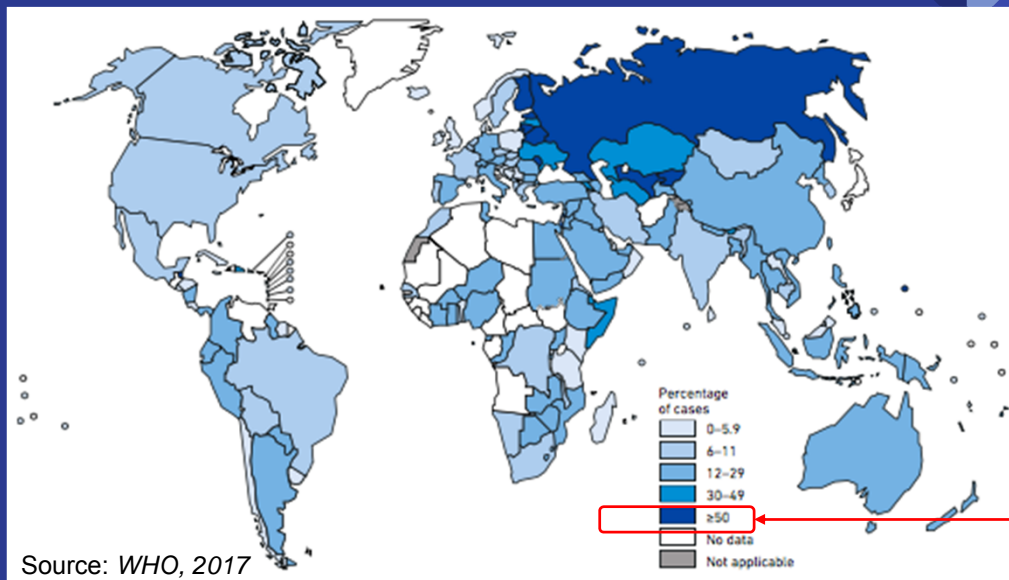 Percentage
of cases
0–5.9
6–11
12–29
30–49
≥50
No data
Not applicable
Source: WHO, 2017